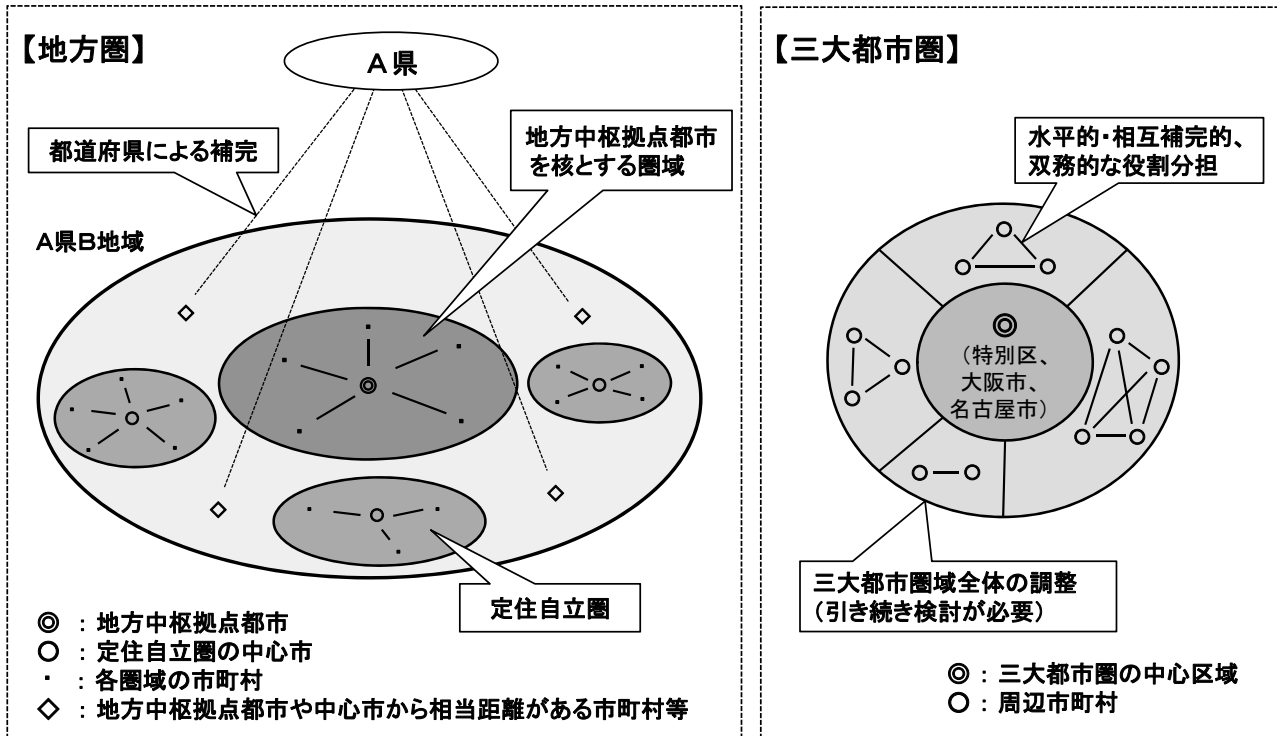 【地方圏】
A県
都道府県による補完
地方中枢拠点都市
を核とする圏域
A県B地域
定住自立圏
◎ : 地方中枢拠点都市
○ : 定住自立圏の中心市
・ : 各圏域の市町村
◇ : 地方中枢拠点都市や中心市から相当距離がある市町村等
【三大都市圏】
水平的・相互補完的、
双務的な役割分担
(特別区、
大阪市、
名古屋市)
三大都市圏域全体の調整
(引き続き検討が必要)
◎ : 三大都市圏の中心区域
○ : 周辺市町村